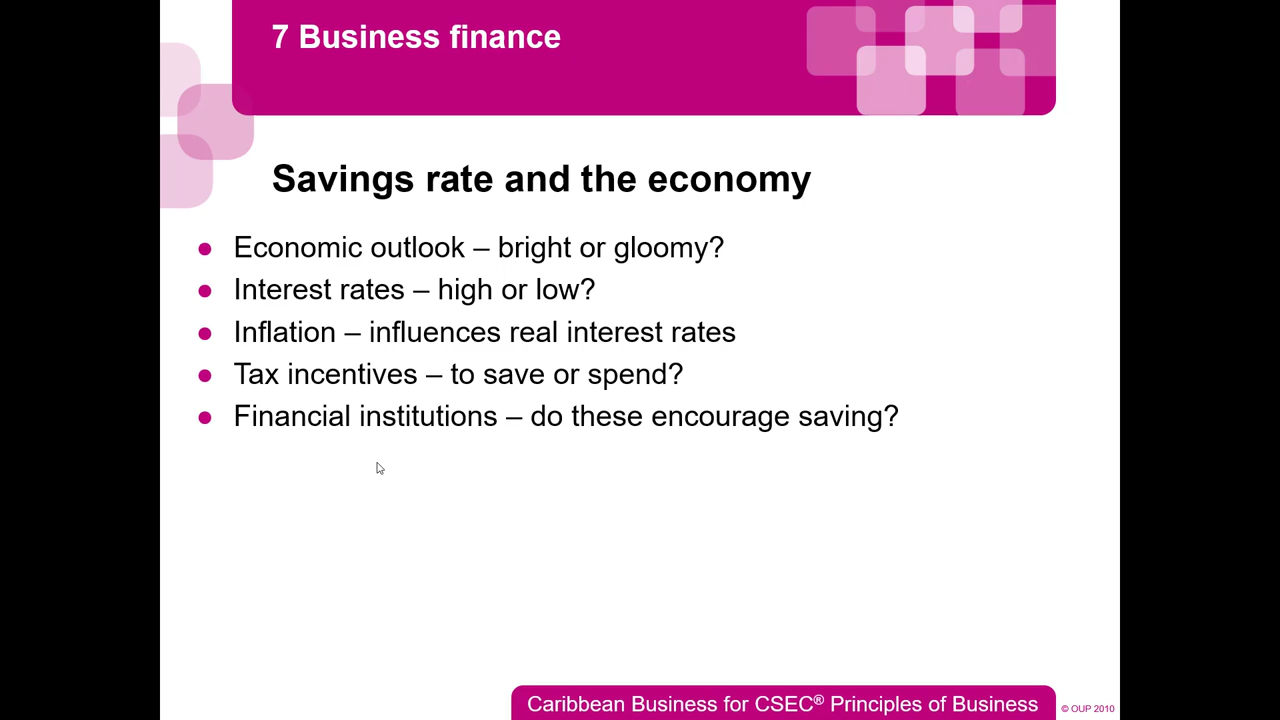 7 Business finance
Savings rate and the economy
● Economic outlook – bright or gloomy?
● Interest rates – high or low?
● Inflation – influences real interest rates
● Tax incentives – to save or spend?
● Financial institutions – do these encourage saving?
Caribbean Business for CSEC® Principles of Business
© OUP 2010